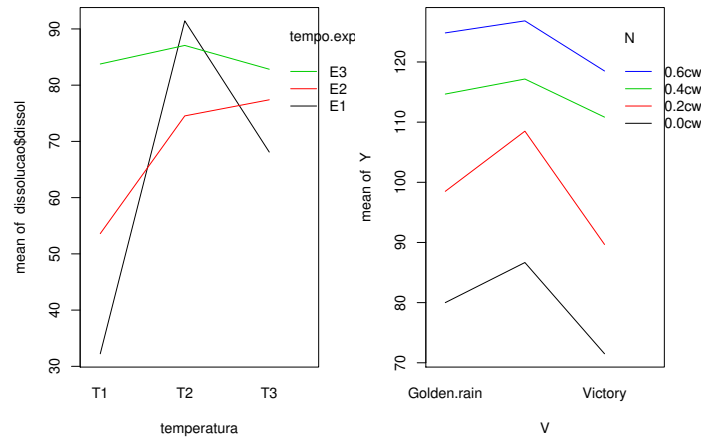 mean of dissolucao$dissol
30
40
50
60
70
80
90
tempo.exp
E3
E2
E1
T1
T2
T3
temperatura
mean of Y
70
80
90
100
110
120
N
0.6cw
0.4cw
0.2cw
0.0cw
Golden.rain
Victory
V